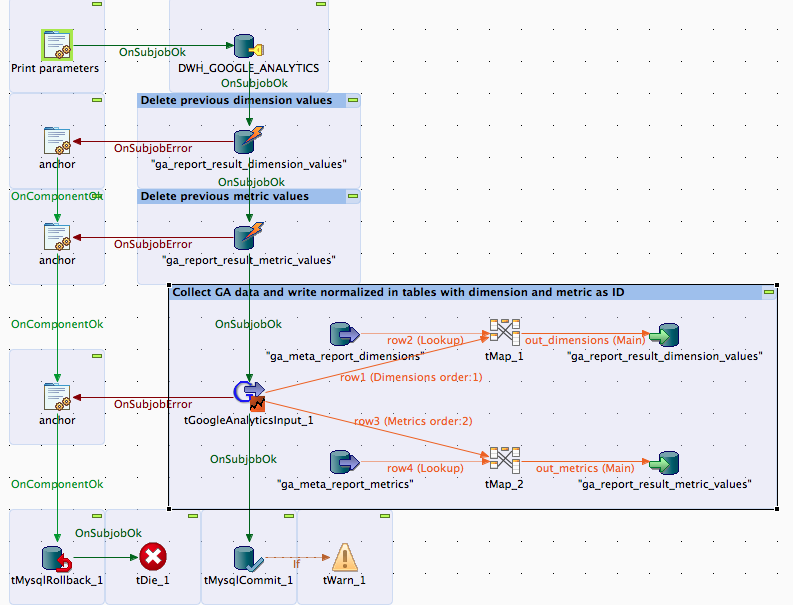 OnSubjobOk
Print parameters
DWH_GOOGLE_ANALYTICS
OnSubjobOk
Delete previous dimension values
OnSubjobError
anchor
"ga_report_result_dimension_values"
OnSubjobOk
OnComponentOk
Delete previous metric values
OnSubjobError
anchor
"ga_report_result_metric_values"
Collect GA data and write normalized in tables with dimension and metric as ID
OnComponentOk
OnSubjobOk
row2 (Lookup)
out_dimensions (Main)
"ga_meta_report_dimensions"
tMap_1
"ga_report_result_dimension_values"
row1 (Dimensions order:1)
OnSubjobError
anchor
tGoogleAnalyticsInput_1
row3 (Metrics order:2)
OnSubjobOk
row4 (Lookup)
out_metrics (Main)
OnComponentOk
"ga_meta_report_metrics"
tMap_2
"ga_report_result_metric_values"
OnSubjobOk
If
tMysqlRollback_1
tDie_1
tMysqlCommit_1
tWarn_1